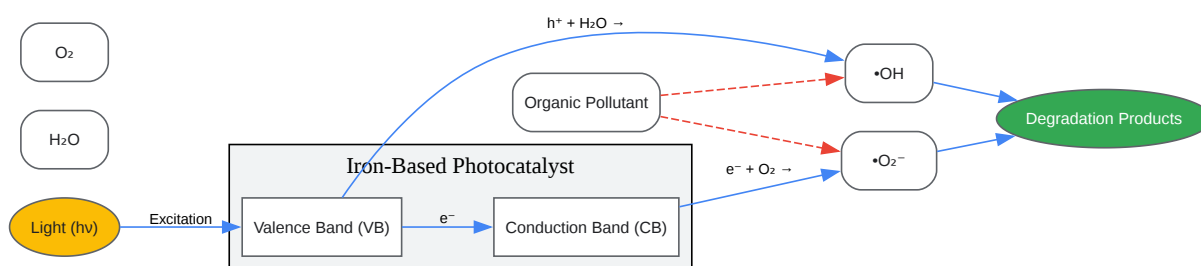 O₂
H₂O
Light (hν)
Excitation
Iron-Based Photocatalyst
Valence Band (VB)
e⁻
Conduction Band (CB)
h⁺ + H₂O →
Organic Pollutant
e⁻ + O₂ →
•OH
•O₂⁻
Degradation Products